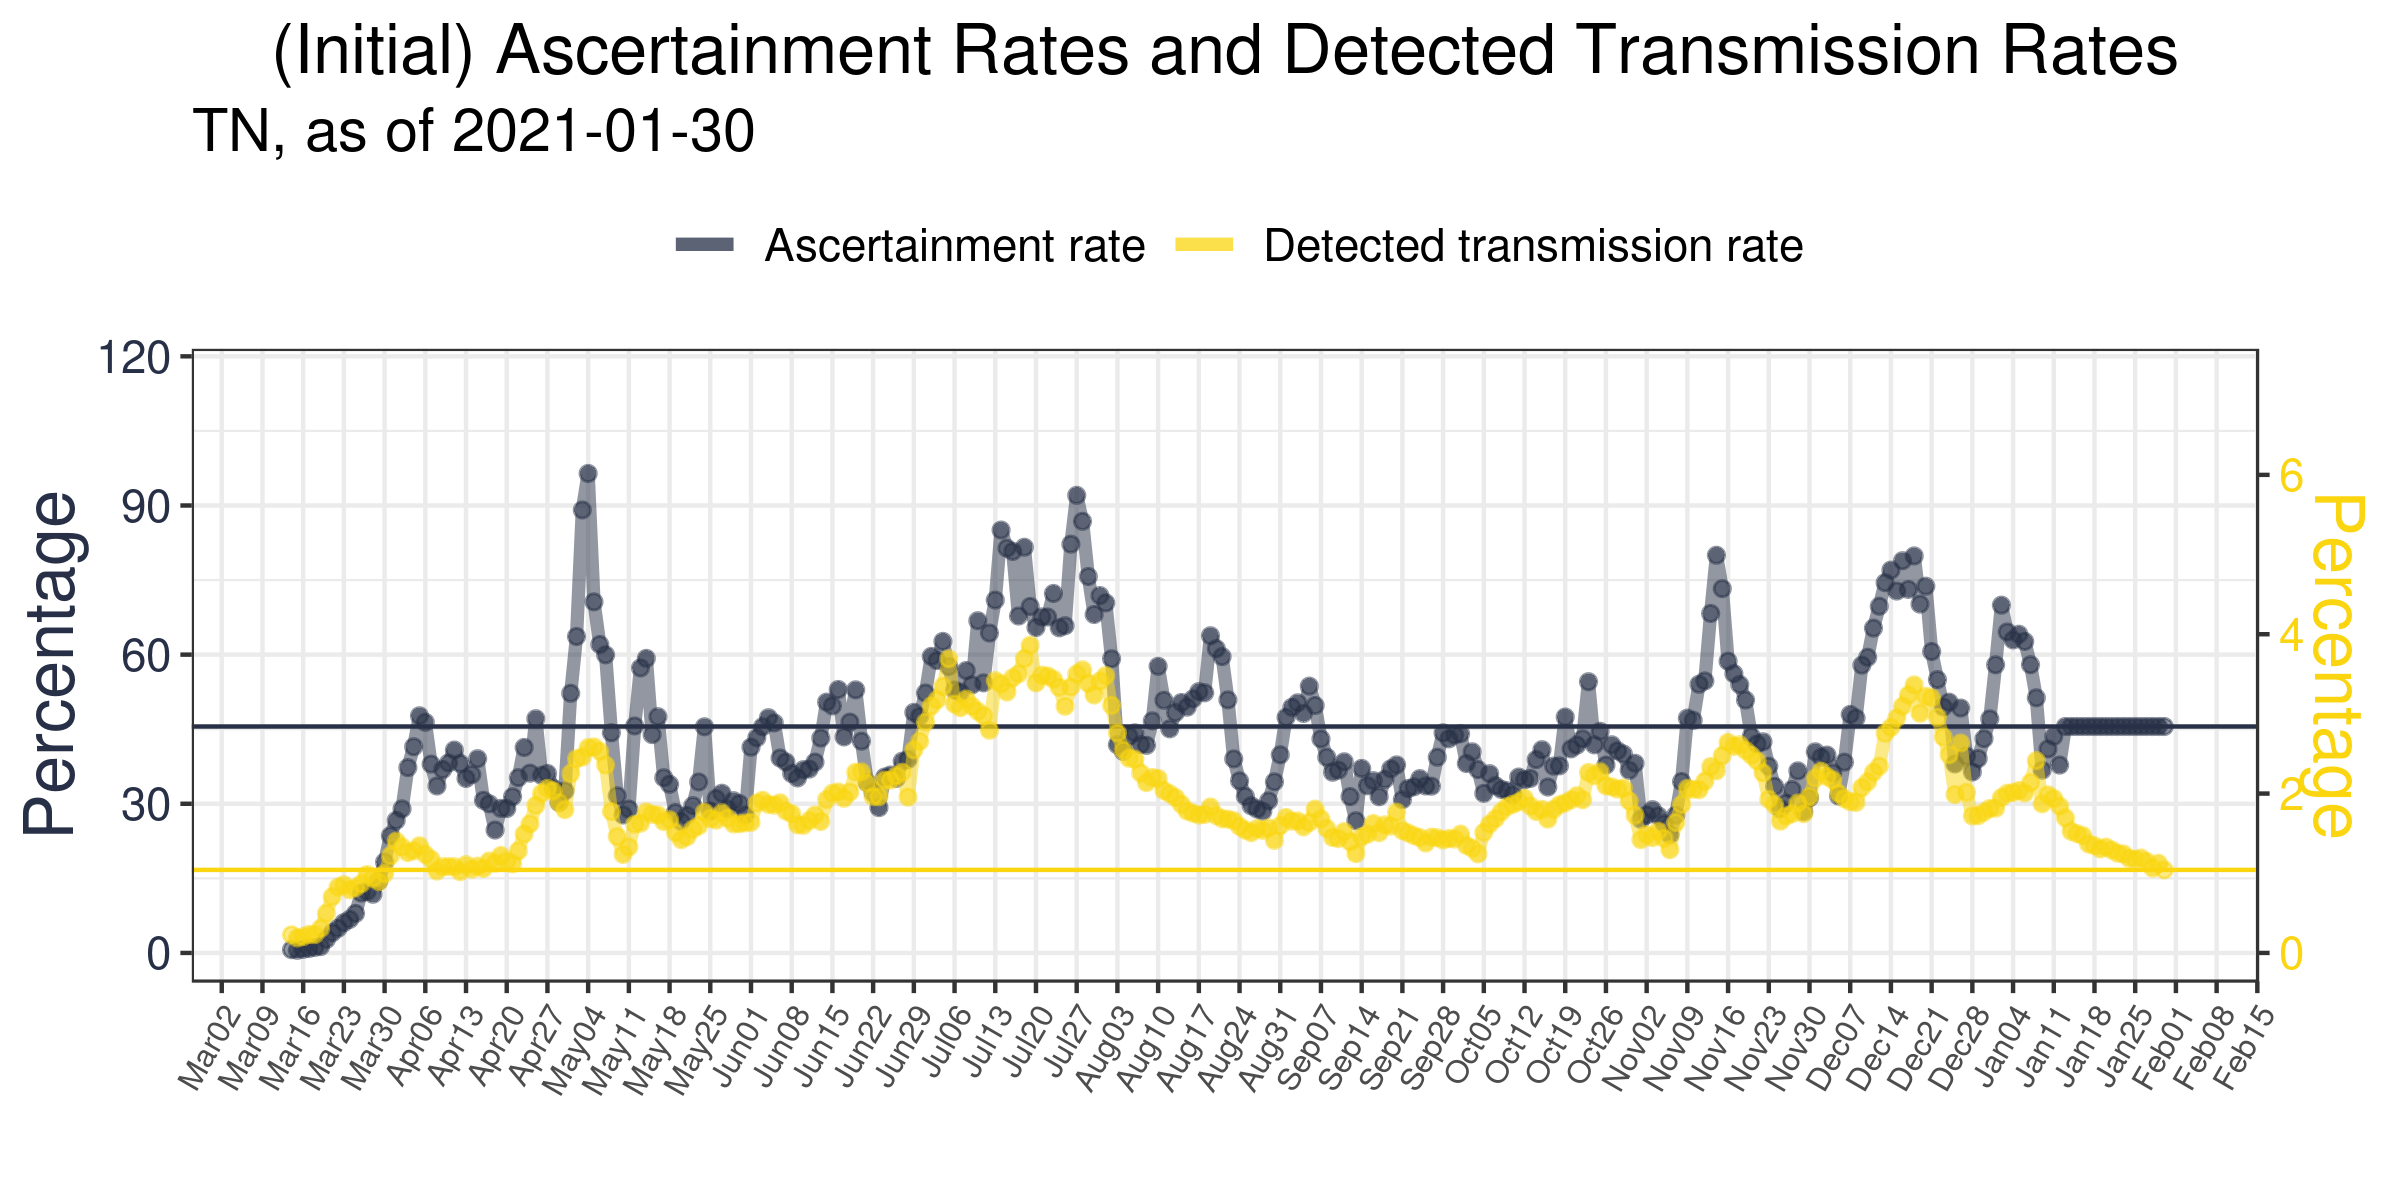 (Initial) Ascertainment Rates and Detected Transmission Rates
TN, as of 2021-01-30
Ascertainment rate
Detected transmission rate
Percentage
120
90
60
30
0
6
4
2
0
Percentage
Mar02
Mar09
Mar16
Mar23
Mar30
Apr06
Apr13
Apr20
Apr27
May04
May11
May18
May25
Jun01
Jun08
Jun15
Jun22
Jun29
Jul06
Jul13
Jul20
Jul27
Aug03
Aug10
Aug17
Aug24
Aug31
Sep07
Sep14
Sep21
Sep28
Oct05
Oct12
Oct19
Oct26
Nov02
Nov09
Nov16
Nov23
Nov30
Dec07
Dec14
Dec21
Dec28
Jan04
Jan11
Jan18
Jan25
Feb01
Feb08
Feb15